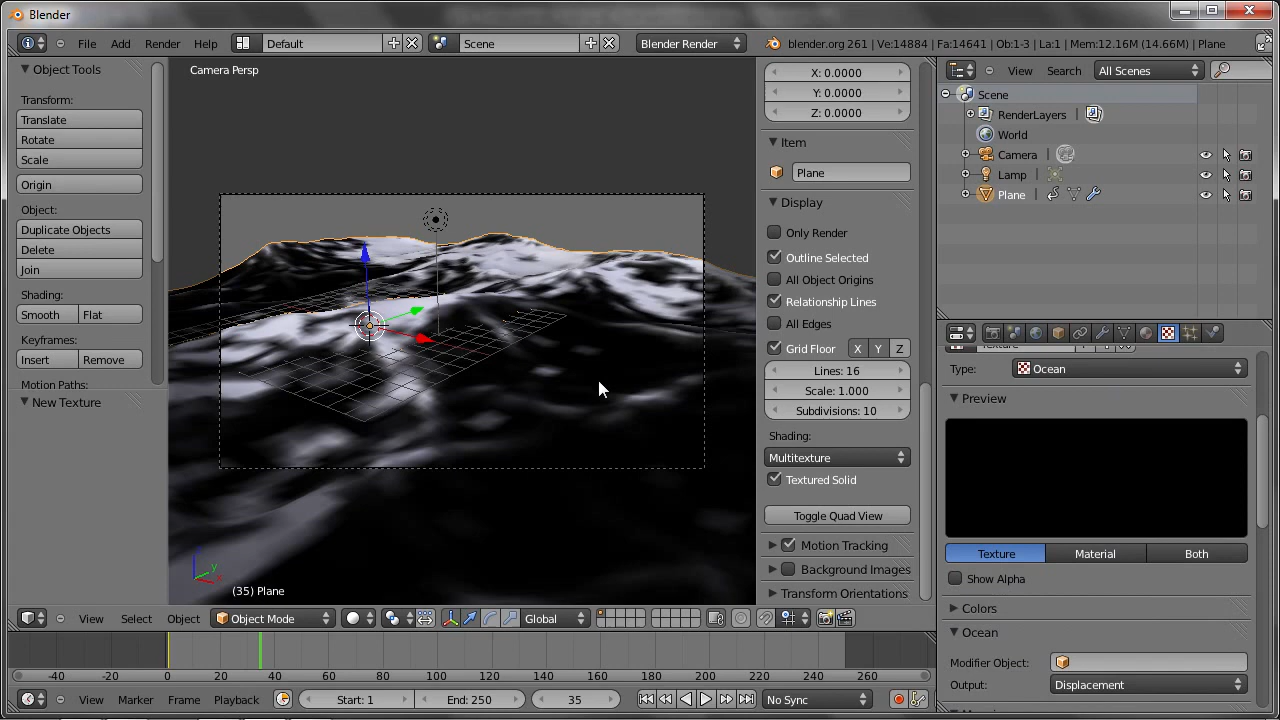 Blender
File Add Render Help Default Scene Blender Render blender.org 261 | Ve:14884 | Fa:14641 | Ob:1-3 | La:1 | Mem:12.16M (14.66M) | Plane
Object Tools
Transform:
Translate
Rotate
Scale
Origin
Object:
Duplicate Objects
Delete
Join
Shading:
Smooth Flat
Keyframes:
Insert Remove
Motion Paths:
New Texture
Camera Persp
z
y
x
(35) Plane
X: 0.0000
Y: 0.0000
Z: 0.0000
Item
Plane
Display
Only Render
Outline Selected
All Object Origins
Relationship Lines
All Edges
Grid Floor X Y Z
Lines: 16
Scale: 1.000
Subdivisions: 10
Shading:
Multitexture
Textured Solid
Toggle Quad View
Motion Tracking
Background Images
Transform Orientations
View Search All Scenes
Scene
RenderLayers |
World
Camera |
Lamp |
Plane |
Type: Ocean
Preview
Texture Material Both
Show Alpha
Colors
Ocean
Modifier Object:
Output: Displacement
View Select Object Object Mode Global
-40 -20 0 20 40 60 80 100 120 140 160 180 200 220 240 260
View Marker Frame Playback Start: 1 End: 250 35 No Sync